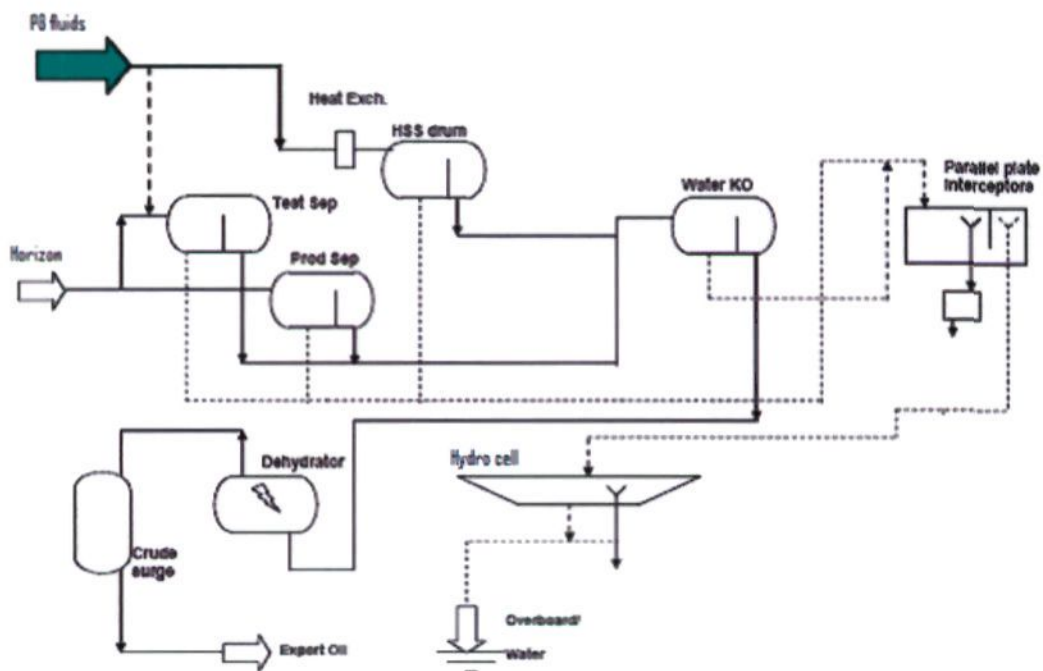 PB fluids
Heat Exch.
HSS drum
Parallel plate
Interceptors
Water KO
Test Sep
Horizon
Prod Sep
Dehydrator
Hydro cell
Crude
surge
Overboard/
Water
Export Oil